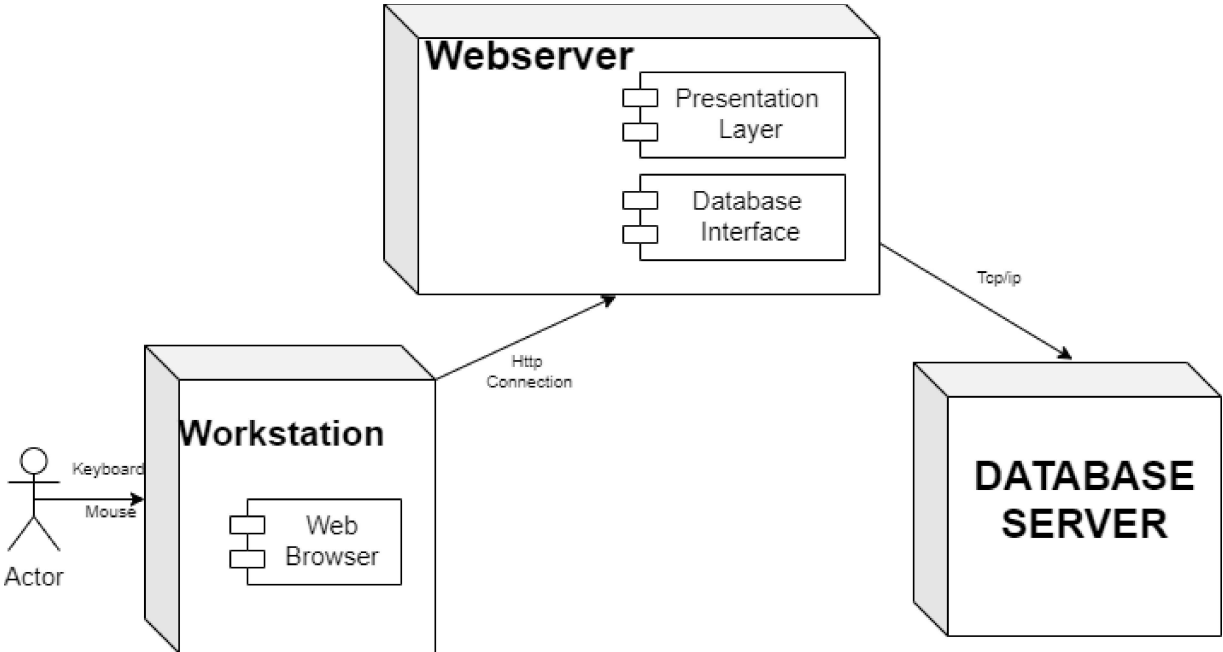 Webserver
Presentation
Layer
Database
Interface
Tcp/ip
Http
Connection
Workstation
Keyboard
Mouse
Web
Browser
Actor
DATABASE
SERVER